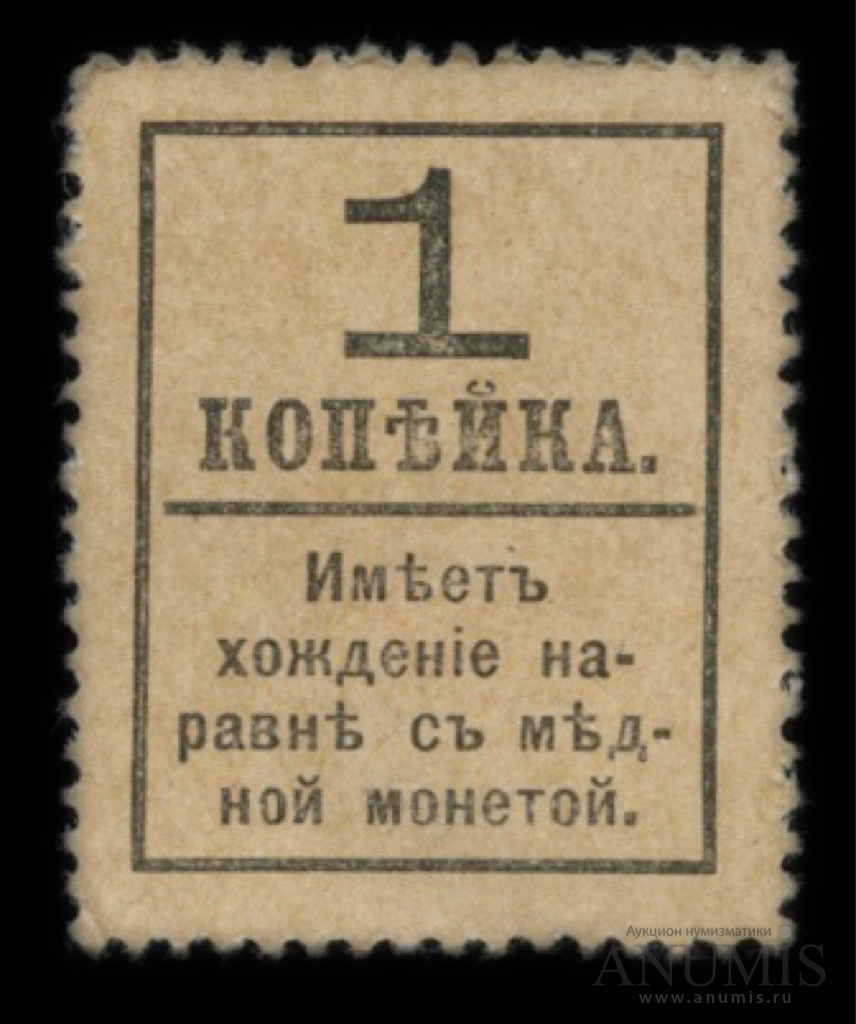 1
КОПѢЙКА.
Имѣетъ
хожденіе на-
равнѣ съ мѣд-
ной монетой.
Аукцион нумизматики
ANUMIS
www.anumis.ru